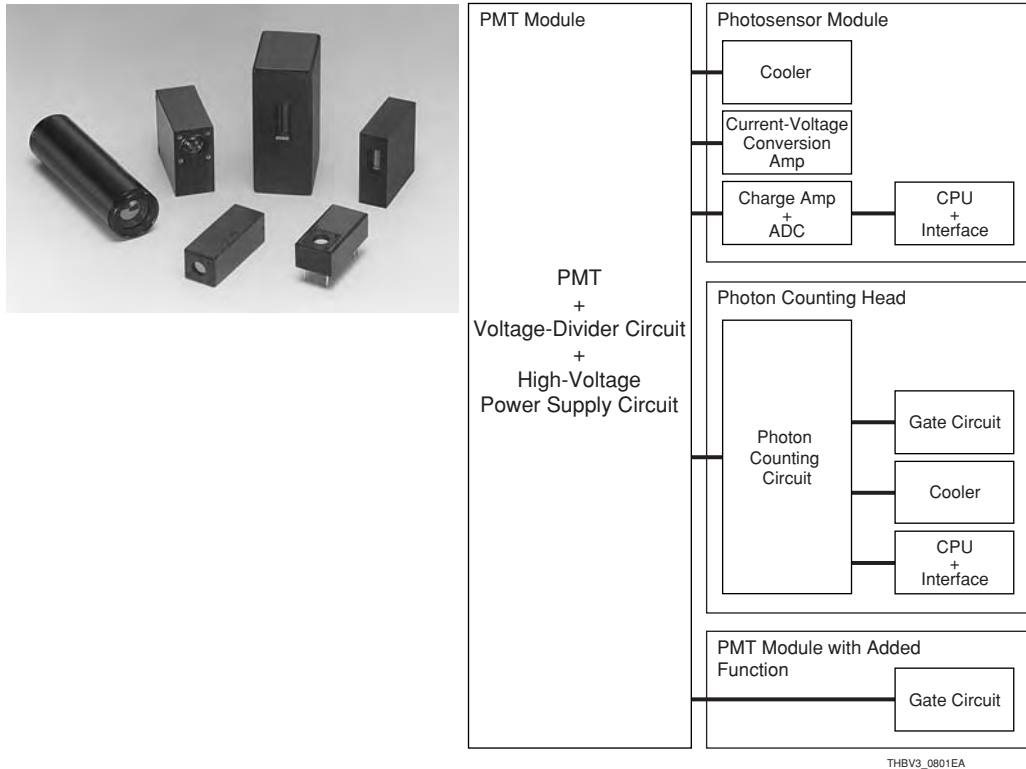 PMT Module
PMT
+
Voltage-Divider Circuit
+
High-Voltage
Power Supply Circuit
Photosensor Module
Cooler
Current-Voltage
Conversion
Amp
Charge Amp
+
ADC
CPU
+
Interface
Photon Counting Head
Photon
Counting
Circuit
Gate Circuit
Cooler
CPU
+
Interface
PMT Module with Added
Function
Gate Circuit
THBV3_0801EA